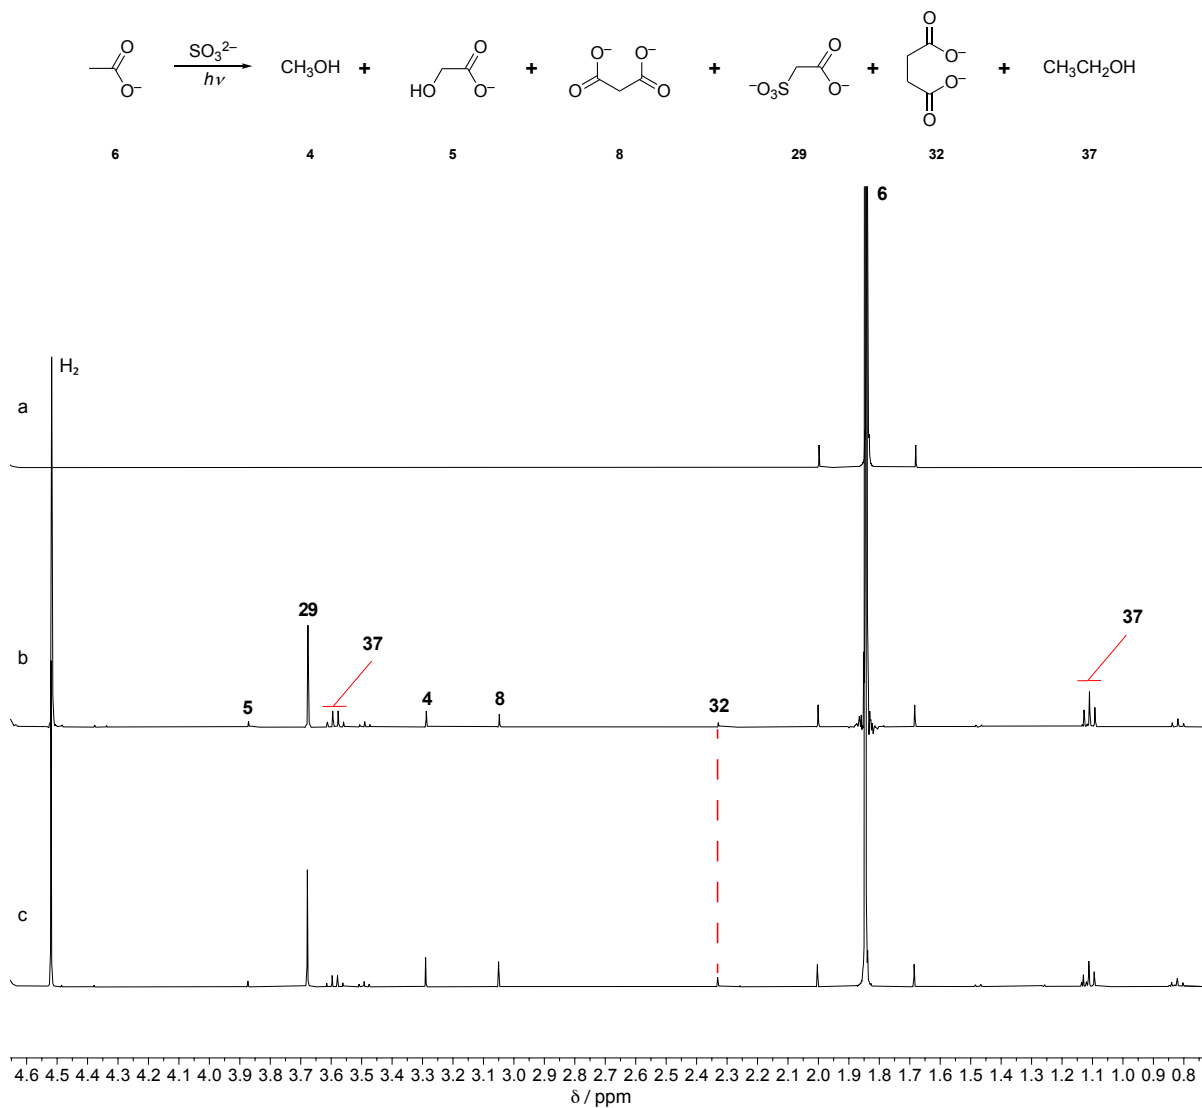 O O⁻
SO₃²⁻
hν
CH₃OH
+
O HO O⁻
+
O⁻ O⁻ O O
+
⁻O₃S O O⁻
+
O O⁻ O⁻ O
+
CH₃CH₂OH
6 4 5 8 29 32 37
6
H₂
a
29
37
37
b
5 4 8 32
c
4.6 4.5 4.4 4.3 4.2 4.1 4.0 3.9 3.8 3.7 3.6 3.5 3.4 3.3 3.2 3.1 3.0 2.9 2.8 2.7 2.6 2.5 2.4 2.3 2.2 2.1 2.0 1.9 1.8 1.7 1.6 1.5 1.4 1.3 1.2 1.1 1.0 0.9 0.8
δ / ppm